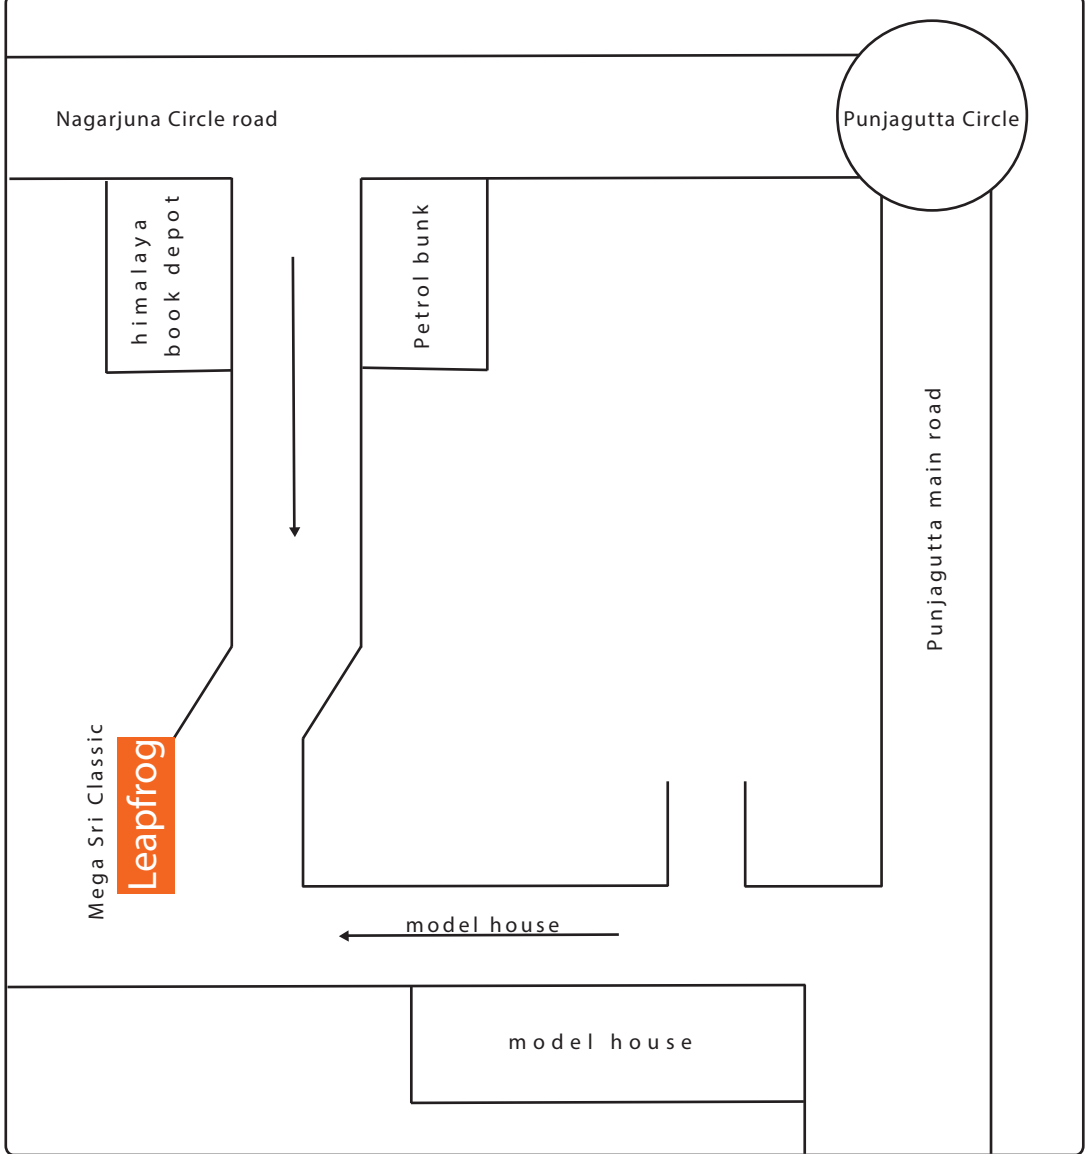 Nagarjuna Circle road
Punjagutta Circle
himalaya
book depot
Petrol bunk
Punjagutta main road
Mega Sri Classic
Leapfrog
model house
model house